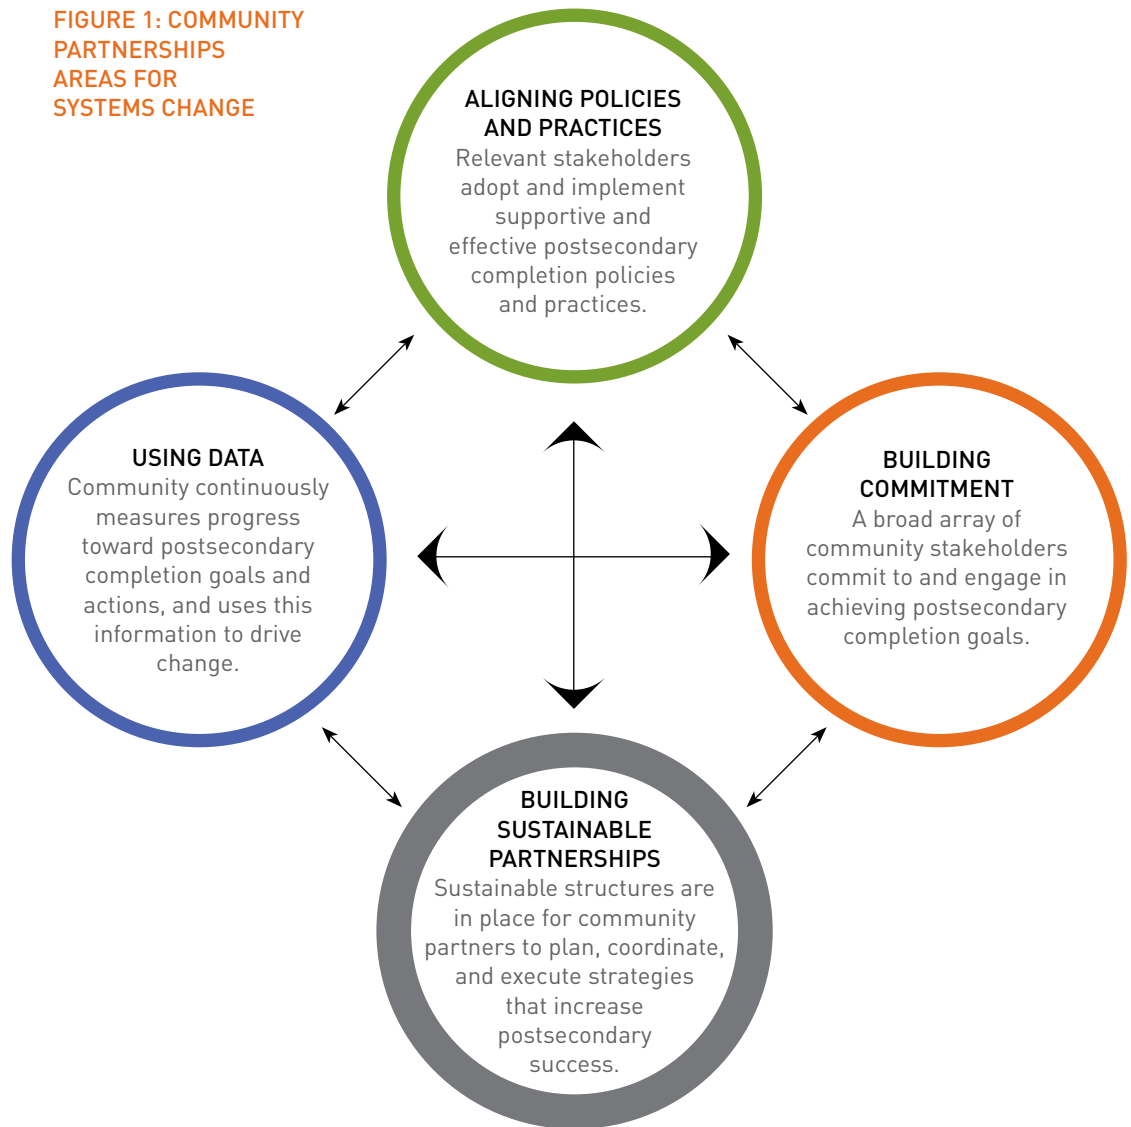 FIGURE 1: COMMUNITY
PARTNERSHIPS
AREAS FOR
SYSTEMS CHANGE
ALIGNING POLICIES
AND PRACTICES
Relevant stakeholders
adopt and implement
supportive and
effective postsecondary
completion policies
and practices.
USING DATA
Community continuously
measures progress
toward postsecondary
completion goals and
actions, and uses this
information to drive
change.
BUILDING
COMMITMENT
A broad array of
community stakeholders
commit to and engage in
achieving postsecondary
completion goals.
BUILDING
SUSTAINABLE
PARTNERSHIPS
Sustainable structures are
in place for community
partners to plan, coordinate,
and execute strategies
that increase
postsecondary
success.